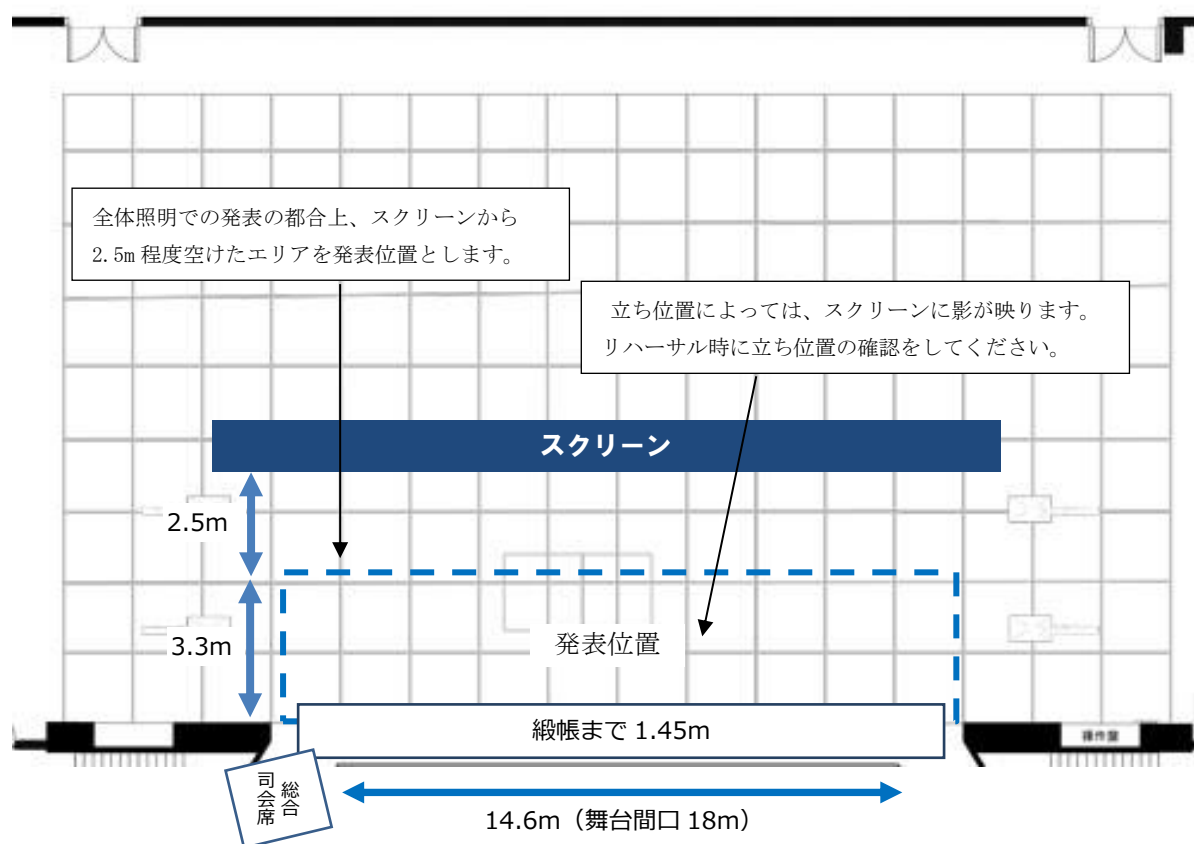 全体照明での発表の都合上、スクリーンから
2.5m 程度空けたエリアを発表位置とします。
立ち位置によっては、スクリーンに影が映ります。
リハーサル時に立ち位置の確認をしてください。
スクリーン
2.5m
3.3m
発表位置
緞帳まで 1.45m
操作盤
総合
司会席
14.6m（舞台間口 18m）